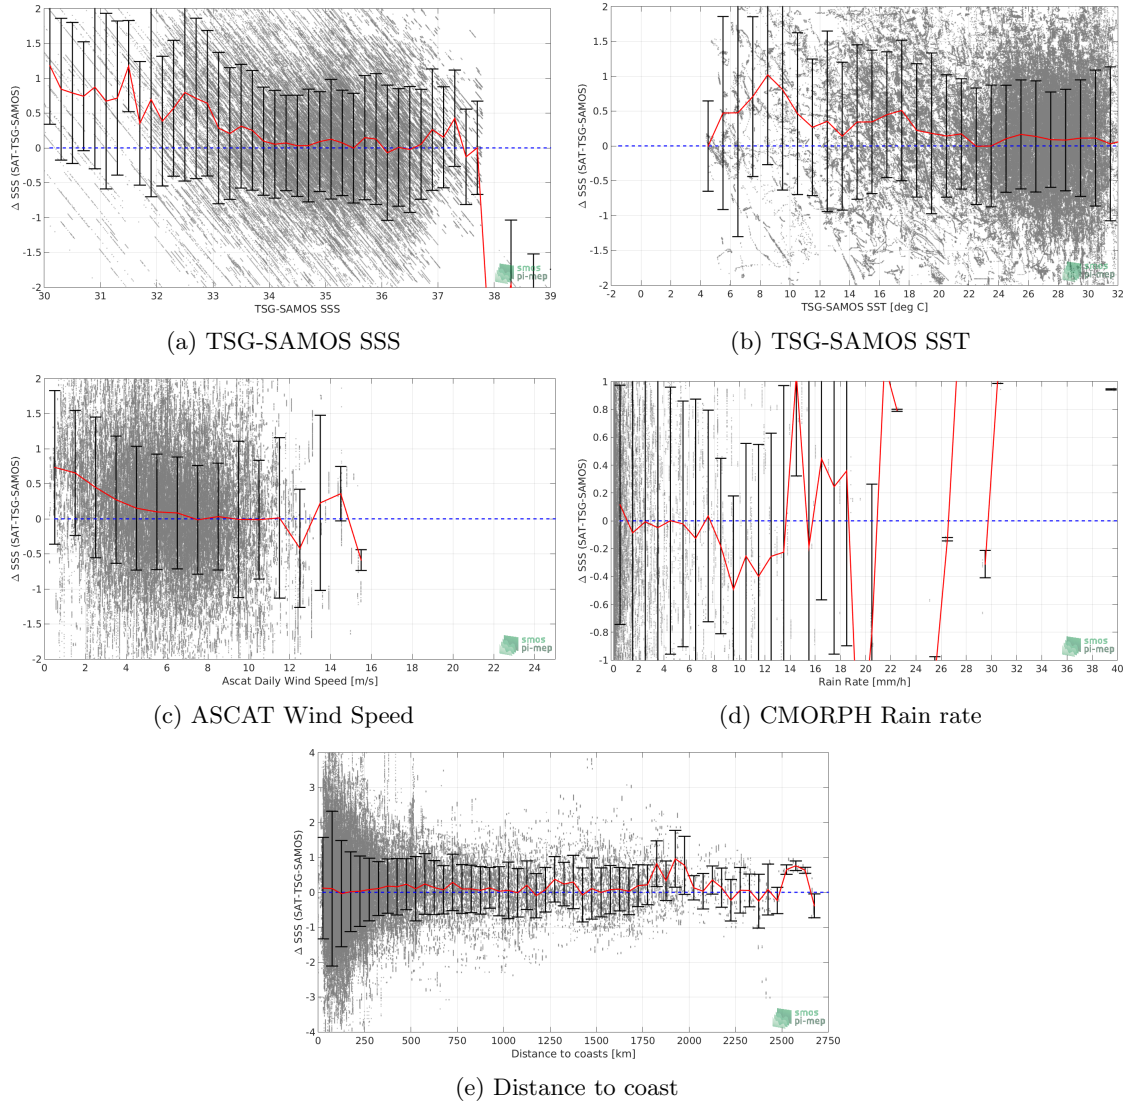 2
1.5
1
0.5
0
-0.5
-1
-1.5
-2
Δ SSS (SAT-TSG-SAMOS)
30 31 32 33 34 35 36 37 38 39
TSG-SAMOS SSS
smos
pi-mep
(a) TSG-SAMOS SSS
2
1.5
1
0.5
0
-0.5
-1
-1.5
-2
Δ SSS (SAT-TSG-SAMOS)
-2 0 2 4 6 8 10 12 14 16 18 20 22 24 26 28 30 32
TSG-SAMOS SST [deg C]
smos
pi-mep
(b) TSG-SAMOS SST
2
1.5
1
0.5
0
-0.5
-1
-1.5
-2
Δ SSS (SAT-TSG-SAMOS)
0 2 4 6 8 10 12 14 16 18 20 22 24
Ascat Daily Wind Speed [m/s]
smos
pi-mep
(c) ASCAT Wind Speed
1
0.8
0.6
0.4
0.2
0
-0.2
-0.4
-0.6
-0.8
-1
Δ SSS (SAT-TSG-SAMOS)
0 2 4 6 8 10 12 14 16 18 20 22 24 26 28 30 32 34 36 38 40
Rain Rate [mm/h]
smos
pi-mep
(d) CMORPH Rain rate
4
3
2
1
0
-1
-2
-3
-4
Δ SSS (SAT-TSG-SAMOS)
0 250 500 750 1000 1250 1500 1750 2000 2250 2500 2750
Distance to coasts [km]
smos
pi-mep
(e) Distance to coast